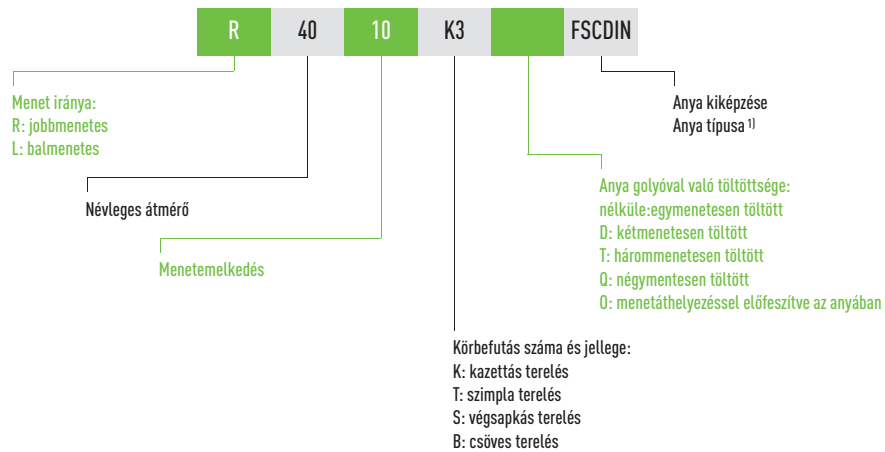 R 40 10 K3 FSCDIN
Menet iránya:
R: jobbmenetes
L: balmenetes
Névleges átmérő
Menetemelkedés
Körbefutás száma és jellege:
K: kazettás terelés
T: szimpla terelés
S: végsapkás terelés
B: csöves terelés
Anya golyóval való töltöttsége:
nélküle:egymenetesen töltött
D: kétmenetesen töltött
T: hárommenetesen töltött
Q: négymentesen töltött
O: menetáthelyezéssel előfeszítve az anyában
Anya kiképzése
Anya típusa 1)